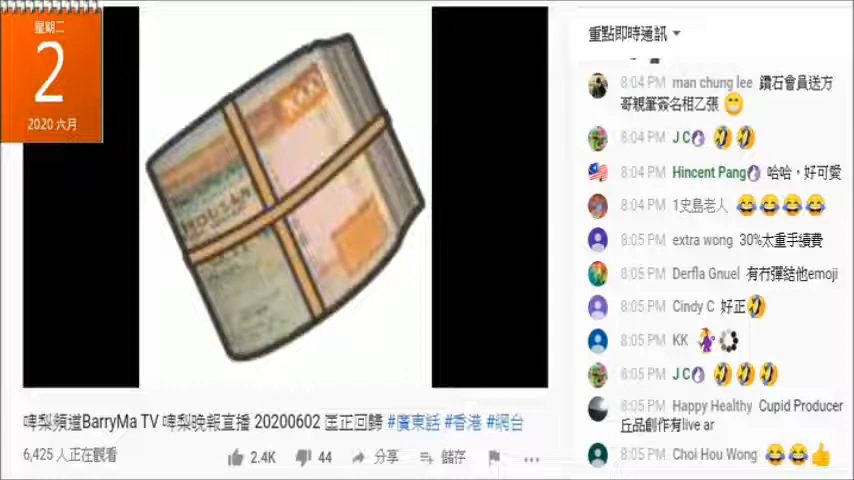 星期二
2
2020 六月
THOUSAN
啤梨頻道BarryMa TV 啤梨晚報直播 20200602 匡正回歸 #廣東話 #香港 #網台
6,425 人正在觀看
2.4K 44 分享 儲存
重點即時通訊
8:04 PM man chung lee 鑽石會員送方
哥親筆簽名相乙張
8:04 PM J C
8:04 PM Hincent Pang 哈哈，好可愛
8:04 PM 1史島老人
8:05 PM extra wong 30%太重手續費
8:05 PM Derfla Gnuel 有冇彈結他emoji
8:05 PM Cindy C 好正
8:05 PM KK
8:05 PM J C
8:05 PM Happy Healthy Cupid Producer
丘品創作有live ar
8:05 PM Choi Hou Wong